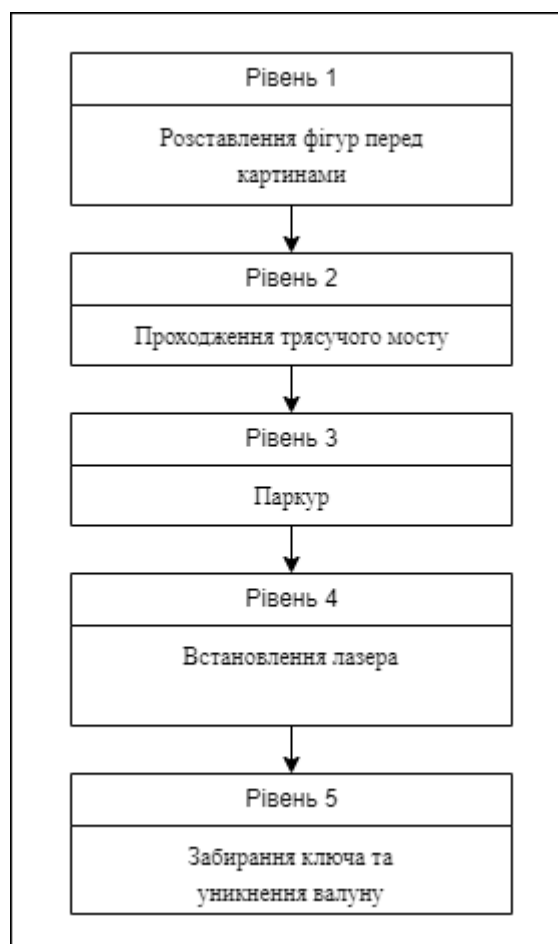 Рівень 1
Розставлення фігур перед
картинами
Рівень 2
Проходження трясучого мосту
Рівень 3
Паркур
Рівень 4
Встановлення лазера
Рівень 5
Забирання ключа та
уникнення валуну